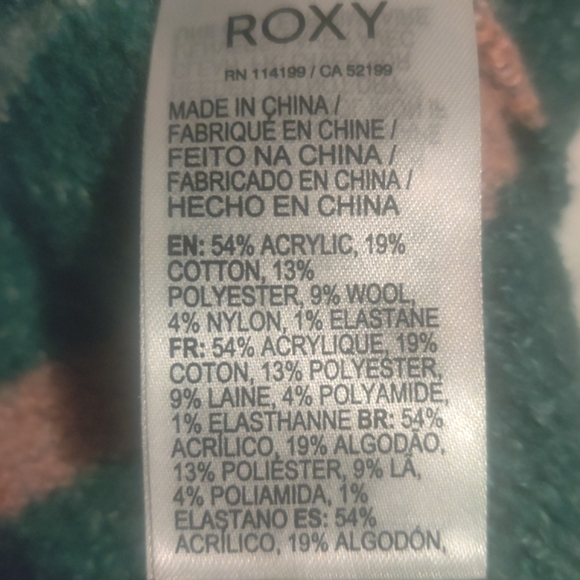 ROXY
RN 114199 / CA 52199
MADE IN CHINA /
FABRIQUÉ EN CHINE /
FEITO NA CHINA /
FABRICADO EN CHINA /
HECHO EN CHINA
EN: 54% ACRYLIC, 19%
COTTON, 13%
POLYESTER, 9% WOOL,
4% NYLON, 1% ELASTANE
FR: 54% ACRYLIQUE, 19%
COTON, 13% POLYESTER,
9% LAINE, 4% POLYAMIDE,
1% ELASTHANNE BR: 54%
ACRÍLICO, 19% ALGODÃO,
13% POLIÉSTER, 9% LÃ,
4% POLIAMIDA, 1%
ELASTANO ES: 54%
ACRÍLICO, 19% ALGODÓN,